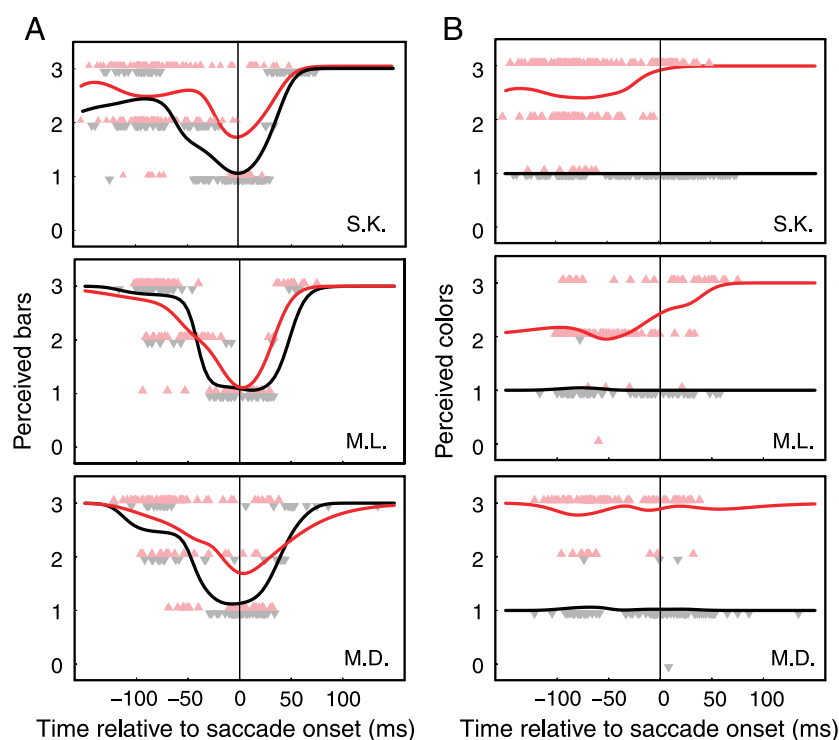 A
B
3
2
1
0
S.K.
3
2
1
0
S.K.
Perceived bars
3
2
1
0
M.L.
Perceived colors
3
2
1
0
M.L.
3
2
1
0
M.D.
3
2
1
0
M.D.
−100 −50 0 50 100
−100 −50 0 50 100
Time relative to saccade onset (ms)
Time relative to saccade onset (ms)